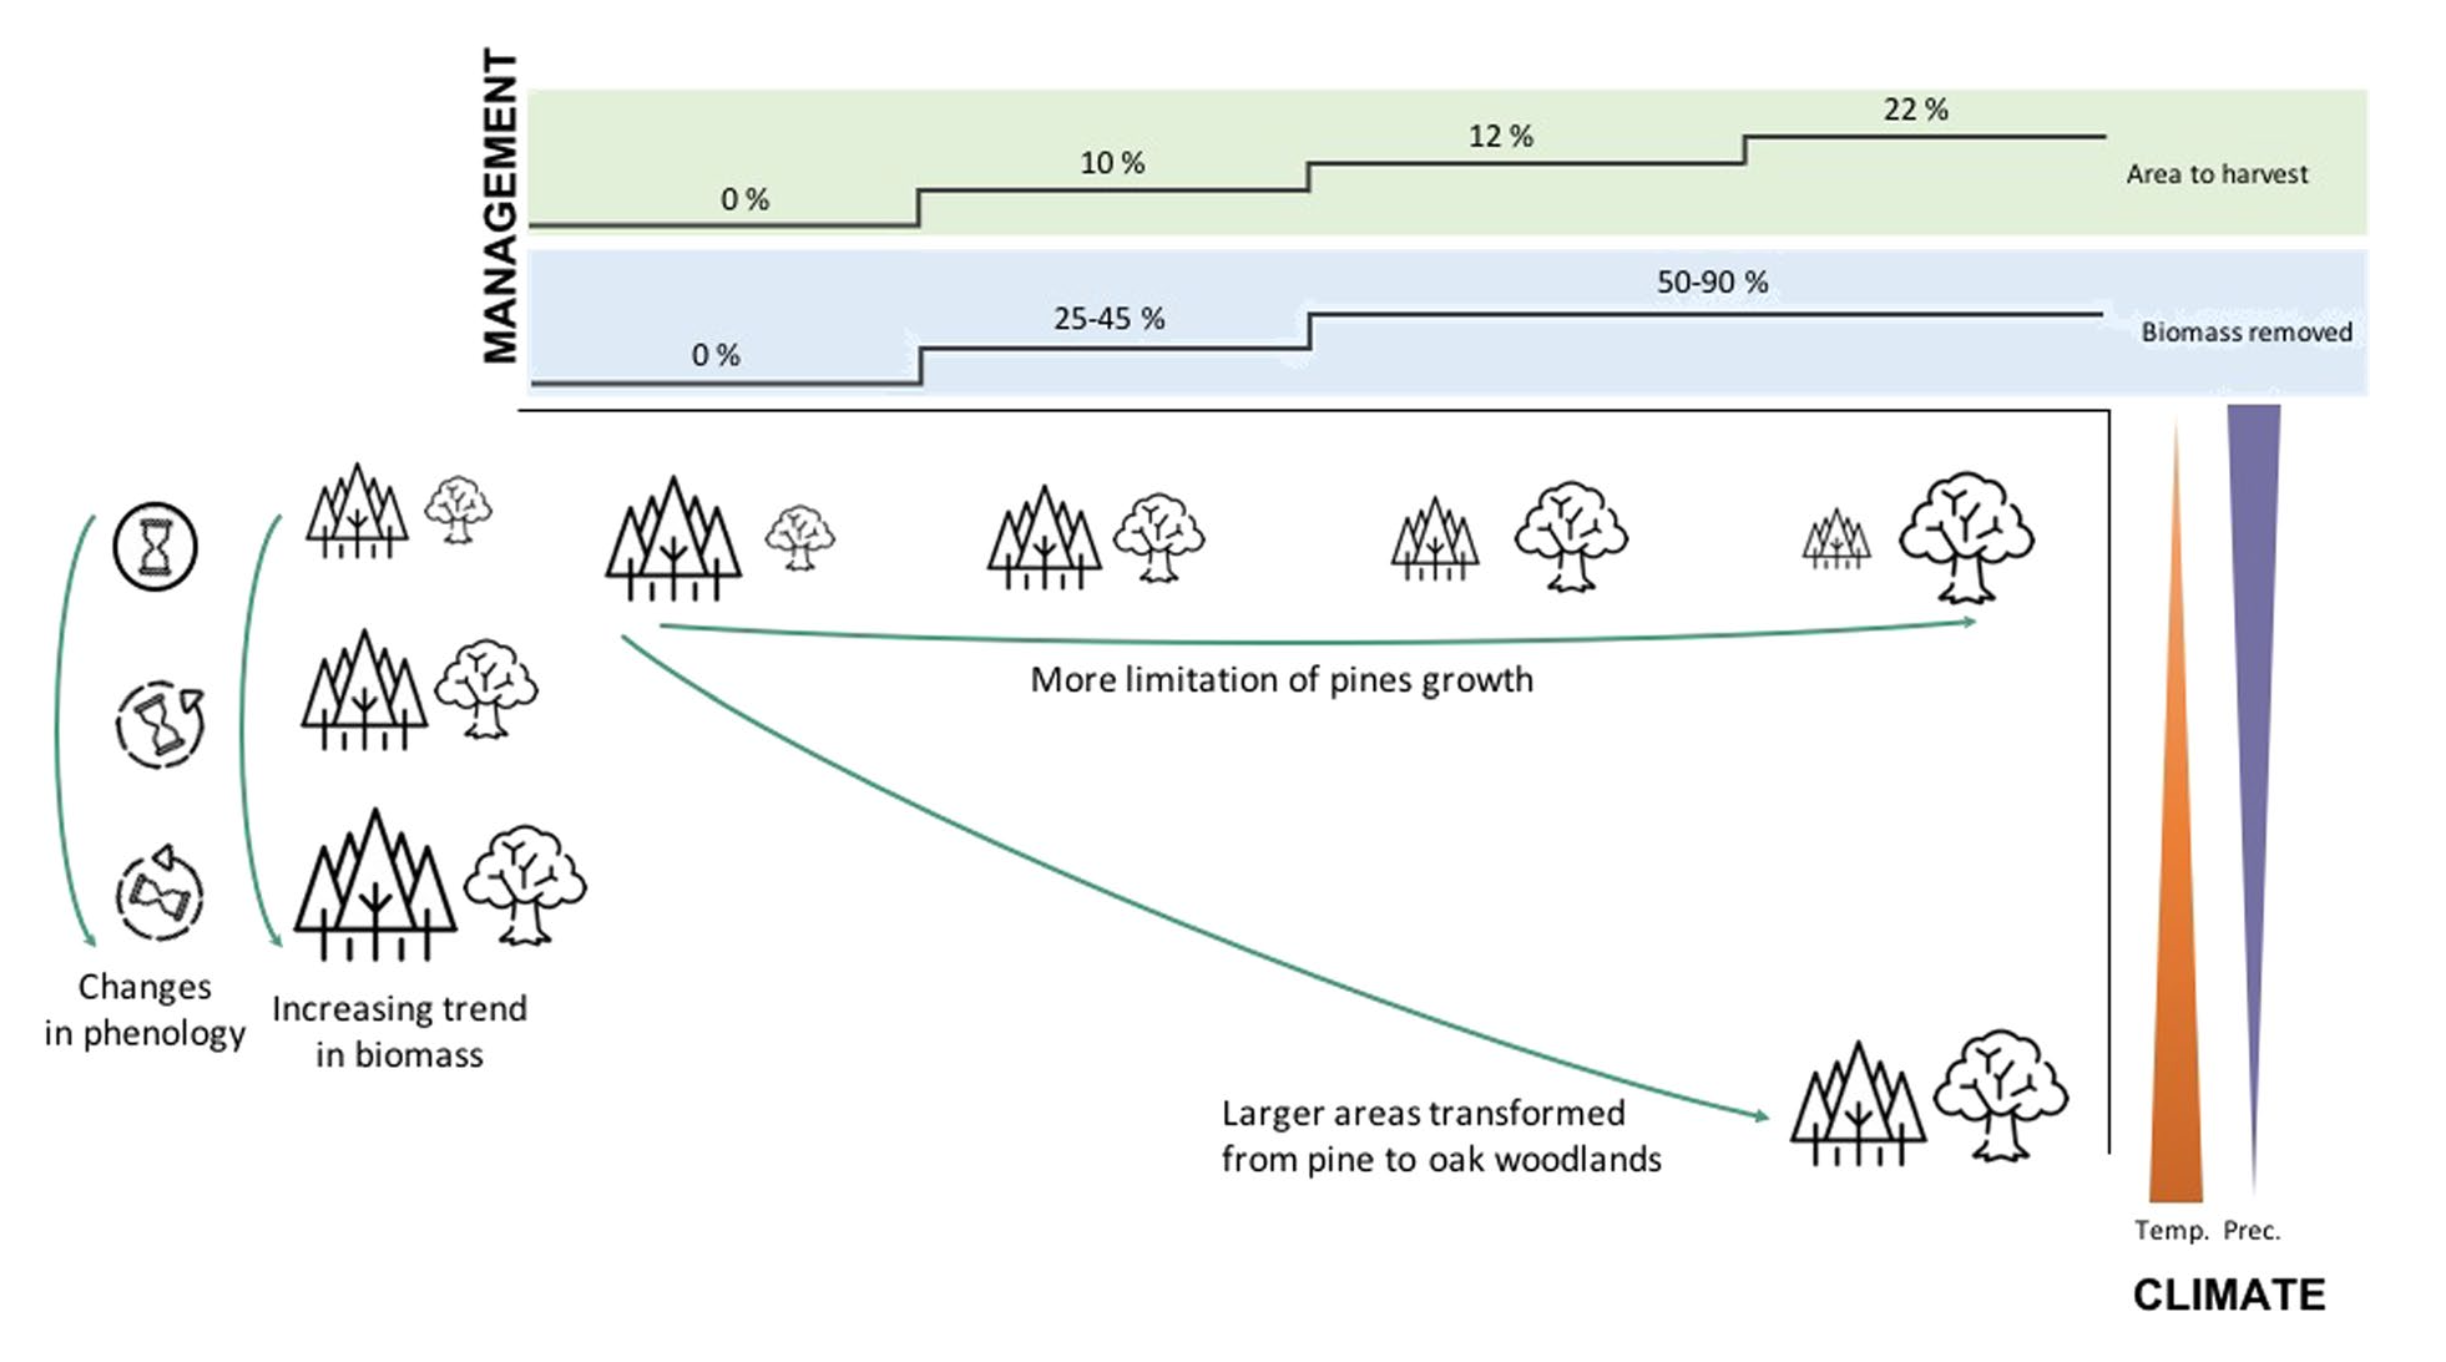 MANAGEMENT
0 %
10 %
12 %
22 %
Area to harvest
0 %
25-45 %
50-90 %
Biomass removed
More limitation of pines growth
Changes
in phenology
Increasing trend
in biomass
Larger areas transformed
from pine to oak woodlands
Temp. Prec.
CLIMATE